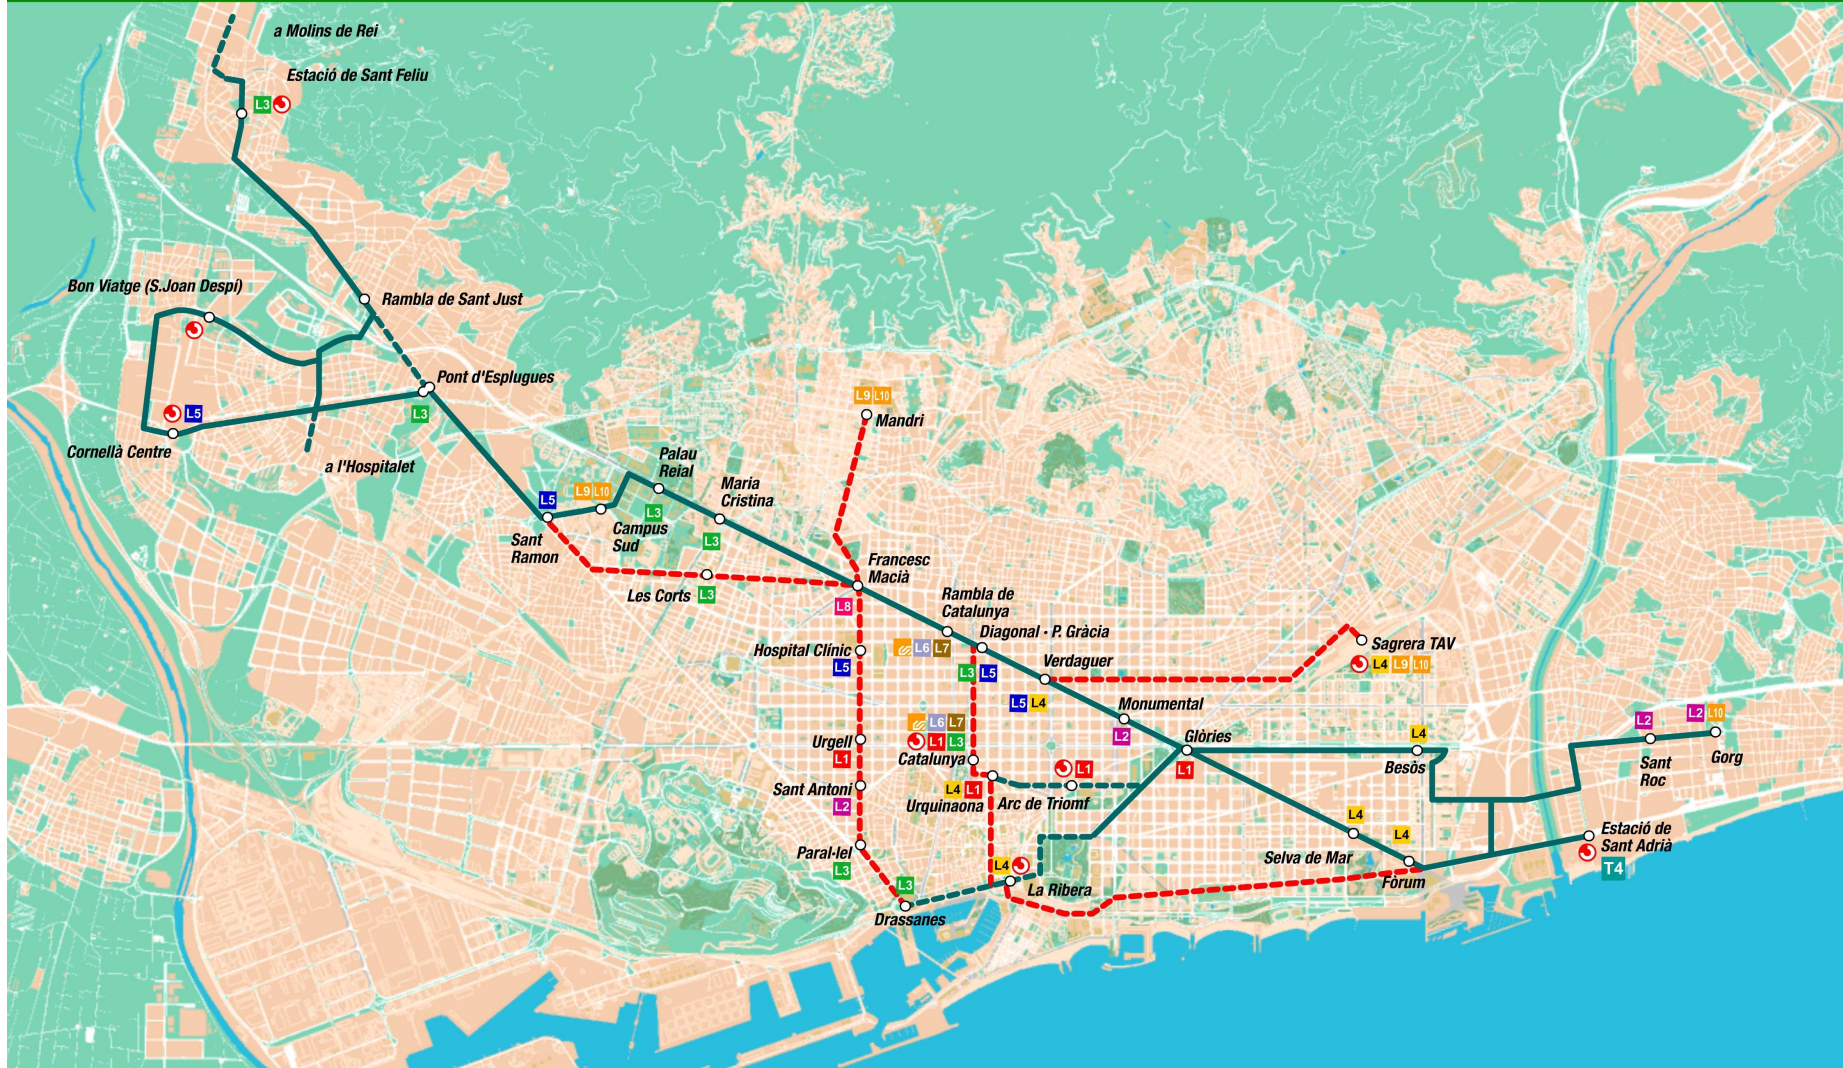 a Molins de Rei
Estació de Sant Feliu
L3
Bon Viatge (S.Joan Despí)
Rambla de Sant Just
L5
Cornellà Centre
Pont d'Esplugues
L3
a l'Hospitalet
L5
Sant
Ramon
L9 L10
Campus
Sud
Palau
Reial
L3
Maria
Cristina
L3
L9 L10
Mandri
Les Corts L3
Francesc
Macià
L8
Rambla de
Catalunya
L6 L7
Diagonal · P. Gràcia
L3 L5
Hospital Clínic
L5
Verdaguer
L5 L4
Sagrera TAV
L4 L9 L10
Monumental
L2
Glòries
L1
Urgell
L1
L6 L7
L1 L3
Catalunya
L4 L1
Urquinaona
L1
Arc de Triomf
Sant Antoni
L2
Paral·lel
L3
L3
Drassanes
L4
La Ribera
L4
Besòs
L4
Selva de Mar
L4
Fòrum
L2
Sant
Roc
L2 L10
Gorg
Estació de
Sant Adrià
T4